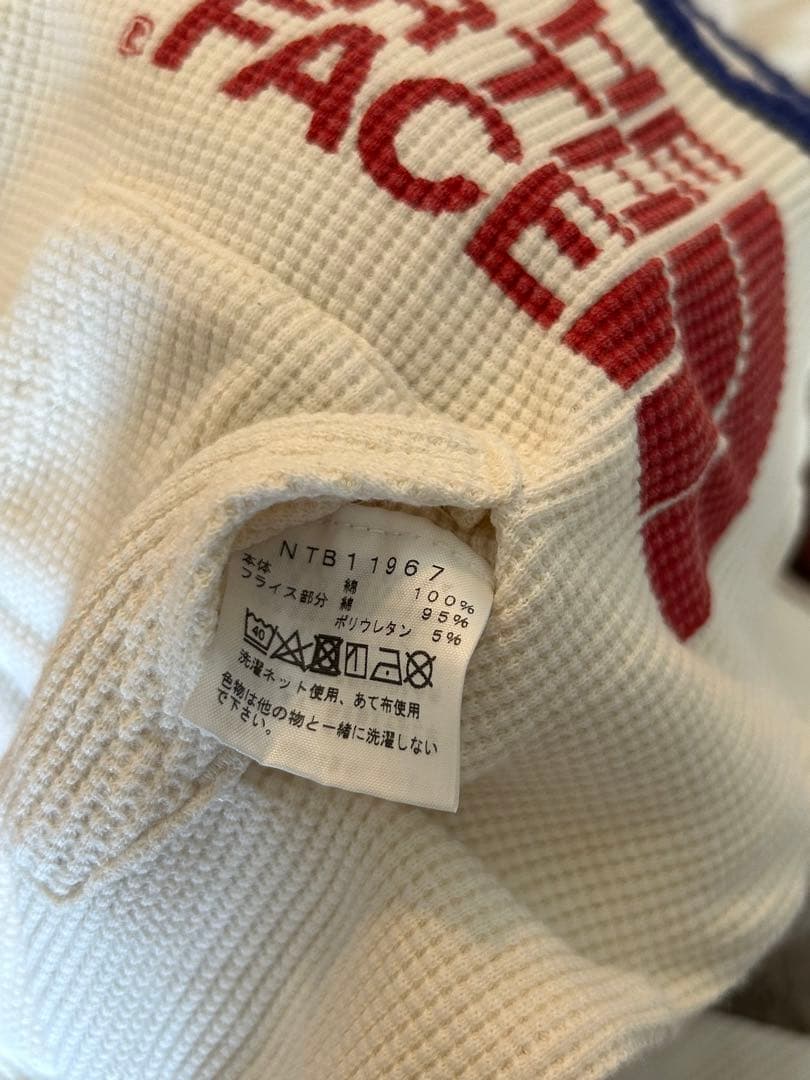 THE
FACE
NTB11967
本体 綿 100%
フライス部分 綿 95%
ポリウレタン 5%
40
洗濯ネット使用、あて布使用
色物は他の物と一緒に洗濯しない
で下さい。